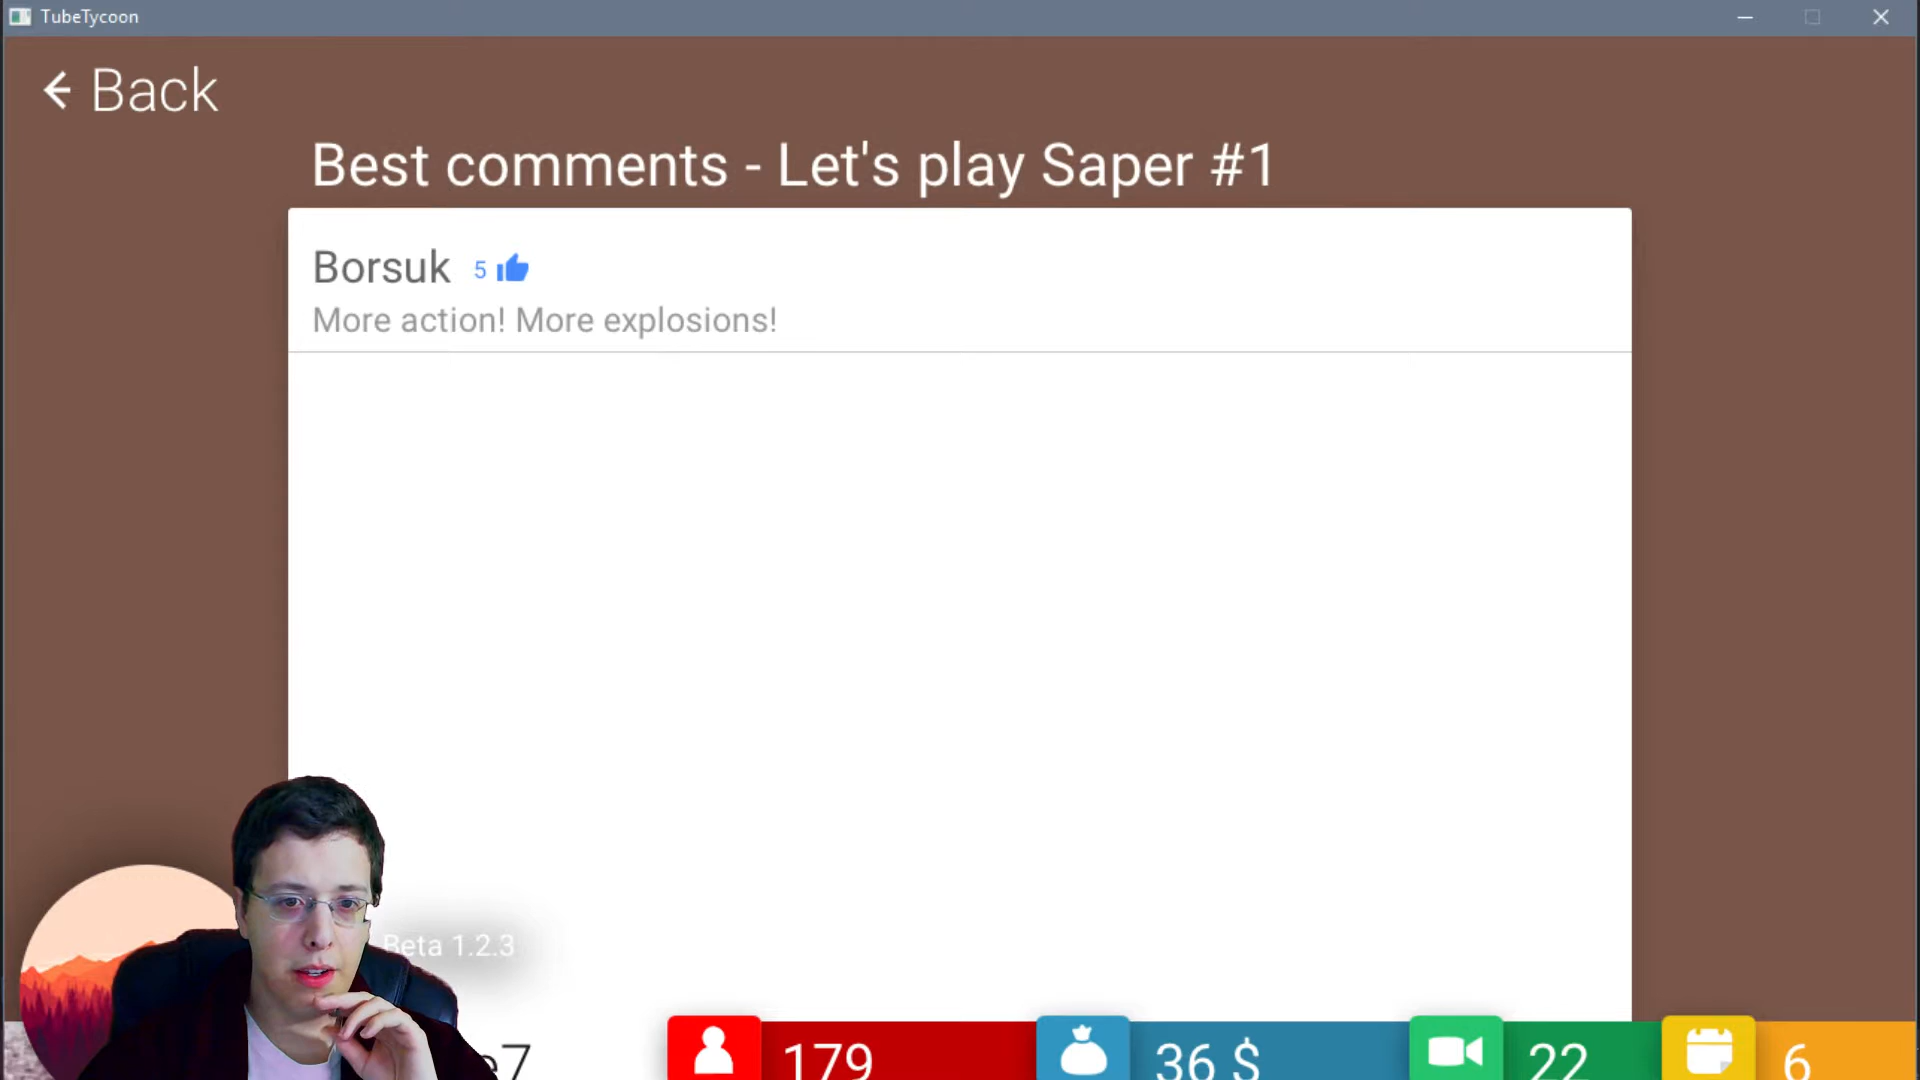 TubeTycoon
Back
Best comments - Let's play Saper #1
Borsuk 5
More action! More explosions!
Beta 1.2.3
e7
179
36 $
22
6